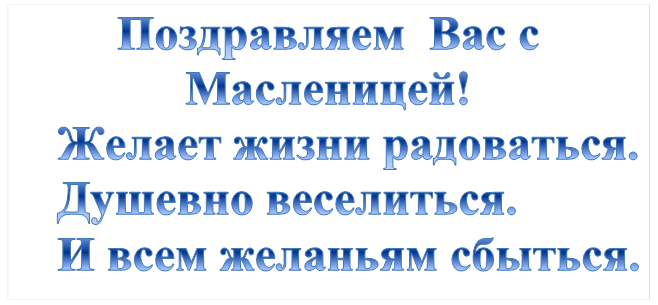 Поздравляем Вас с
Масленицей!
Желает жизни радоваться.
Душевно веселиться.
И всем желаньям сбыться.